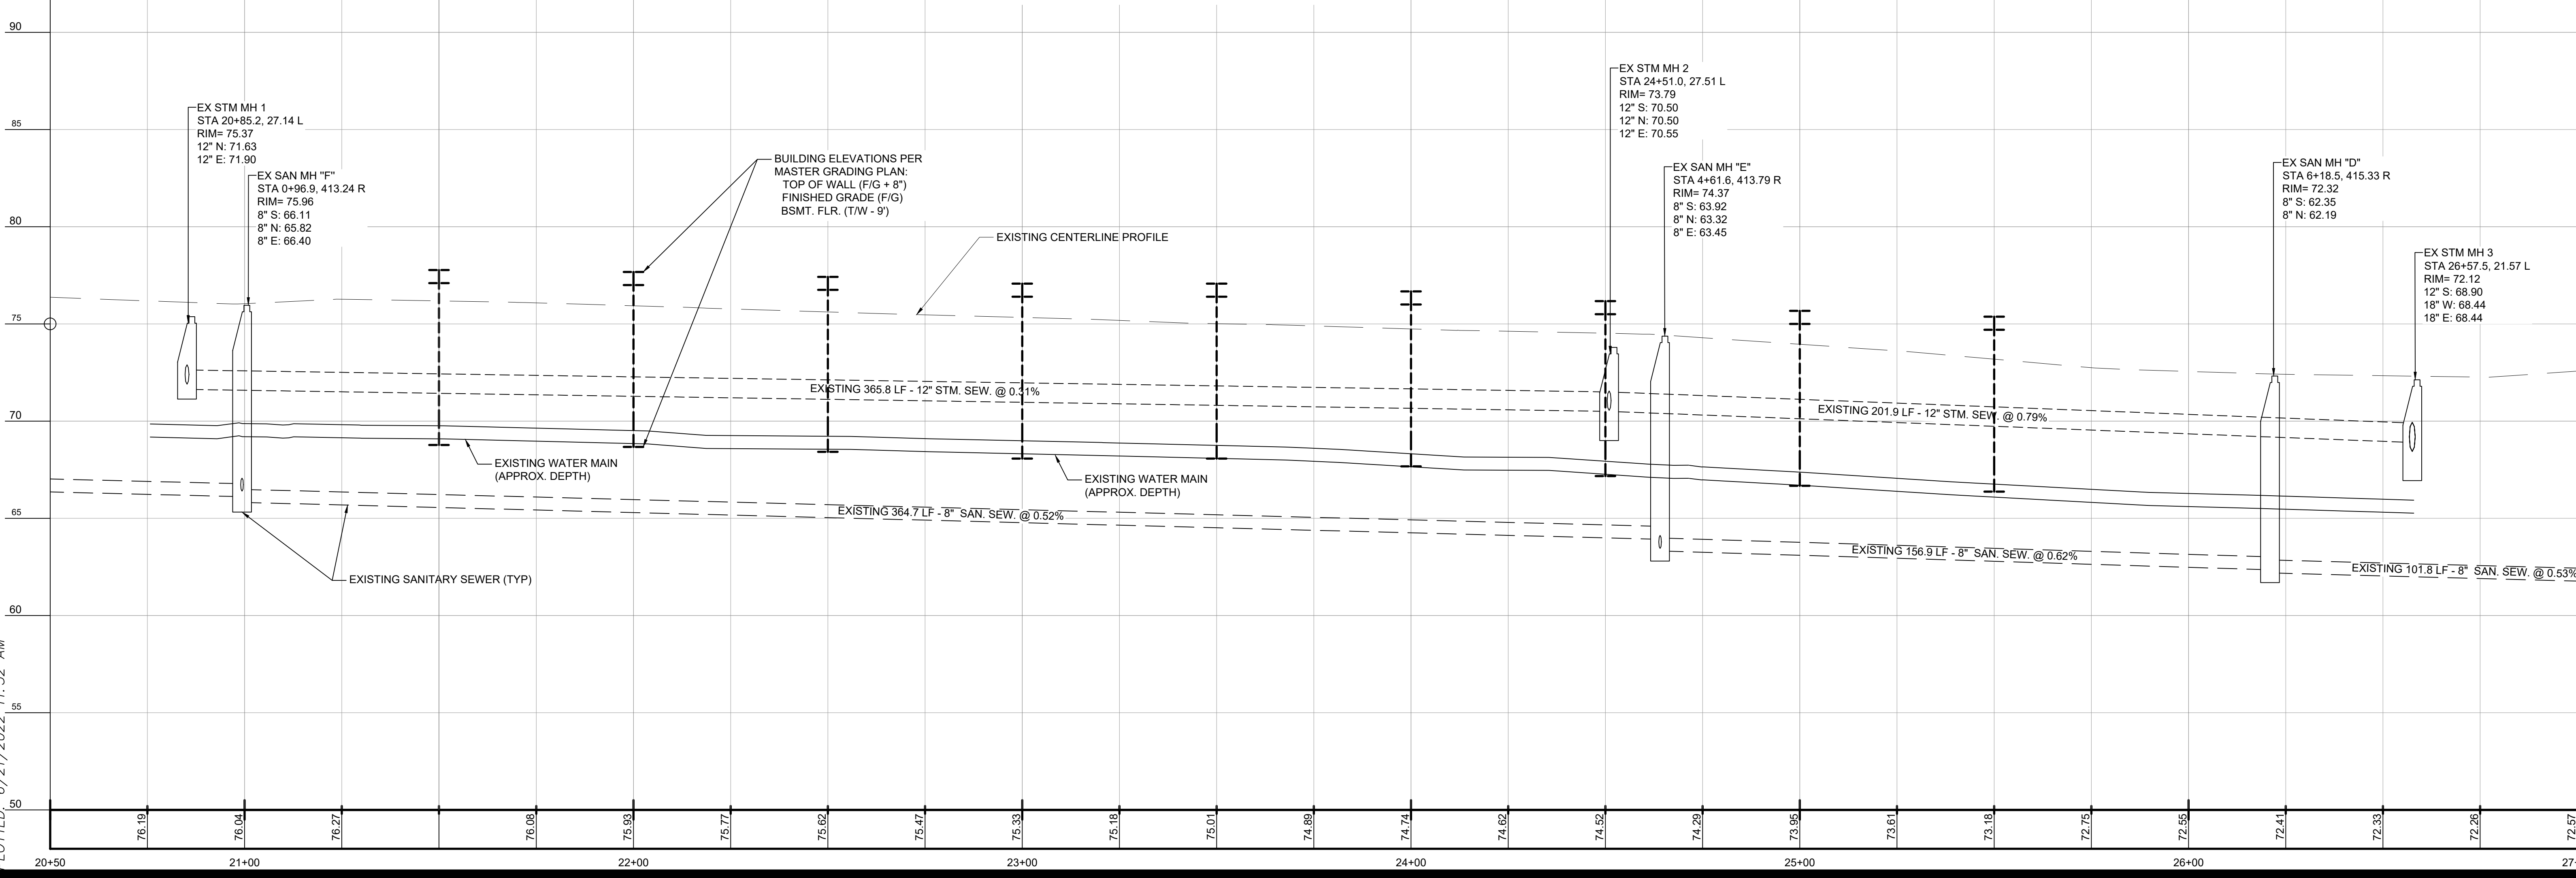 90
85
80
75
70
65
60
55
50
EX STM MH 1
STA 20+85.2, 27.14 L
RIM= 75.37
12" N: 71.63
12" E: 71.90
EX SAN MH "F"
STA 0+96.9, 413.24 R
RIM= 75.96
8" S: 66.11
8" N: 65.82
8" E: 66.40
BUILDING ELEVATIONS PER
MASTER GRADING PLAN:
TOP OF WALL (F/G + 8")
FINISHED GRADE (F/G)
BSMT. FLR. (T/W - 9')
EXISTING CENTERLINE PROFILE
EX STM MH 2
STA 24+51.0, 27.51 L
RIM= 73.79
12" S: 70.50
12" N: 70.50
12" E: 70.55
EX SAN MH "E"
STA 4+61.6, 413.79 R
RIM= 74.37
8" S: 63.92
8" N: 63.32
8" E: 63.45
EX SAN MH "D"
STA 6+18.5, 415.33 R
RIM= 72.32
8" S: 62.35
8" N: 62.19
EX STM MH 3
STA 26+57.5, 21.57 L
RIM= 72.12
12" S: 68.90
18" W: 68.44
18" E: 68.44
EXISTING 365.8 LF - 12" STM. SEW. @ 0.31%
EXISTING 201.9 LF - 12" STM. SEW. @ 0.79%
EXISTING WATER MAIN
(APPROX. DEPTH)
EXISTING WATER MAIN
(APPROX. DEPTH)
EXISTING 364.7 LF - 8" SAN. SEW. @ 0.52%
EXISTING 156.9 LF - 8" SAN. SEW. @ 0.62%
EXISTING 101.8 LF - 8" SAN. SEW. @ 0.53%
EXISTING SANITARY SEWER (TYP)
76.19
76.04
76.27
76.08
75.93
75.77
75.62
75.47
75.33
75.18
75.01
74.89
74.74
74.62
74.52
74.29
73.95
73.61
73.18
72.75
72.55
72.41
72.33
72.26
72.57
20+50
21+00
22+00
23+00
24+00
25+00
26+00